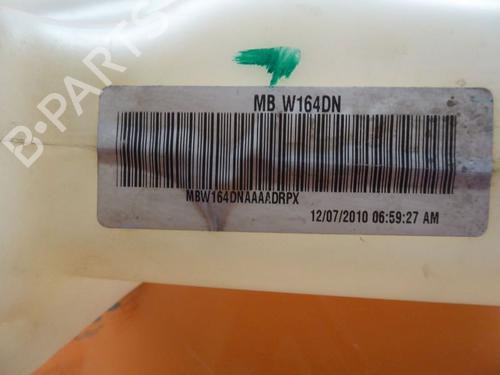 B-PARTS
MB W164DN
MBW164DNAAAADRPX
12/07/2010 06:59:27 AM